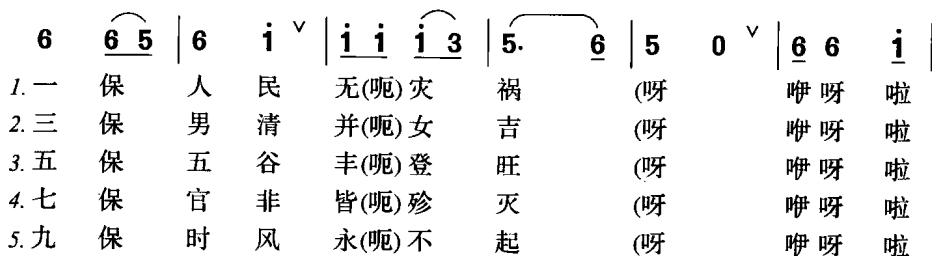 6 6 5 | 6 i ∨ | i i i 3 | 5. 6 | 5 0 ∨ | 6 6 i |
1. 一 保 人 民 无(呃) 灾 祸 (呀 咿 呀 啦
2. 三 保 男 清 并(呃) 女 吉 (呀 咿 呀 啦
3. 五 保 五 谷 丰(呃) 登 旺 (呀 咿 呀 啦
4. 七 保 官 非 皆(呃) 殄 灭 (呀 咿 呀 啦
5. 九 保 时 风 永(呃) 不 起 (呀 咿 呀 啦